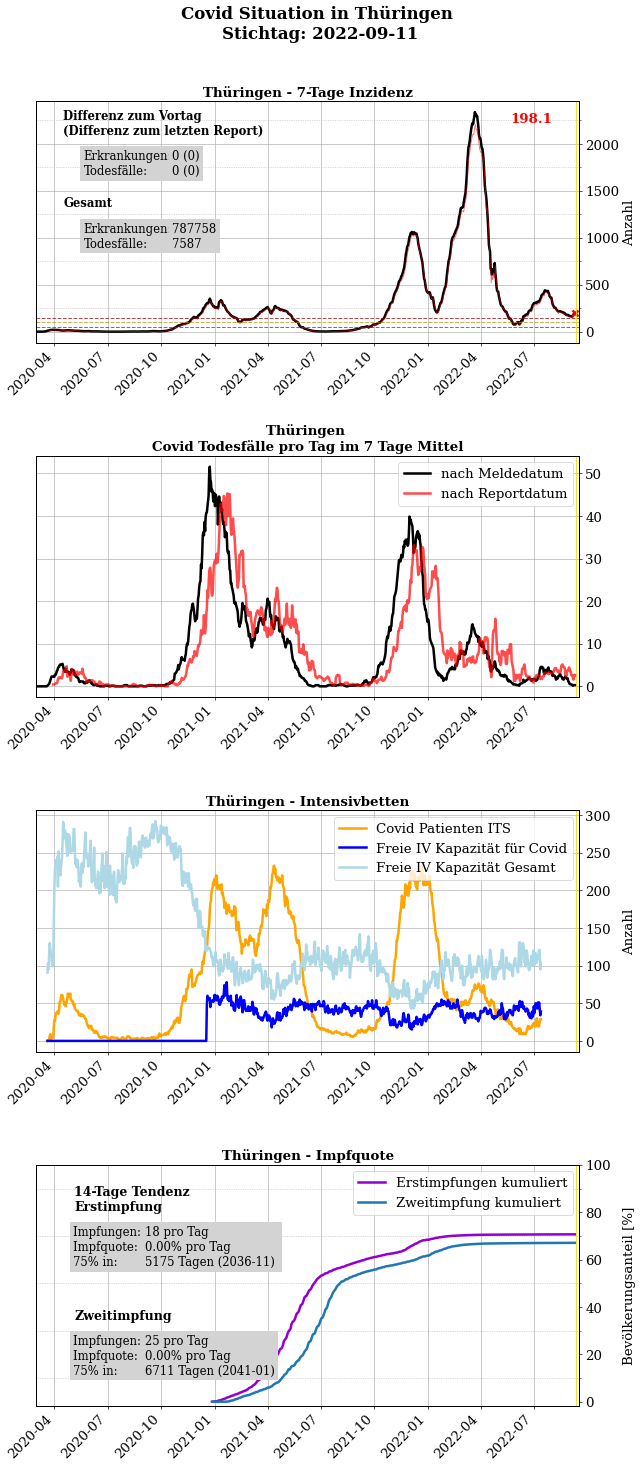 Covid Situation in Thüringen
Stichtag: 2022-09-11
Thüringen - 7-Tage Inzidenz
Differenz zum Vortag
(Differenz zum letzten Report)
Erkrankungen 0 (0)
Todesfälle: 0 (0)
Gesamt
Erkrankungen 787758
Todesfälle: 7587
198.1
2000
1500
1000
500
0
Anzahl
2020-04
2020-07
2020-10
2021-01
2021-04
2021-07
2021-10
2022-01
2022-04
2022-07
Thüringen
Covid Todesfälle pro Tag im 7 Tage Mittel
nach Meldedatum
nach Reportdatum
50
40
30
20
10
0
2020-04
2020-07
2020-10
2021-01
2021-04
2021-07
2021-10
2022-01
2022-04
2022-07
Thüringen - Intensivbetten
Covid Patienten ITS
Freie IV Kapazität für Covid
Freie IV Kapazität Gesamt
300
250
200
150
100
50
0
Anzahl
2020-04
2020-07
2020-10
2021-01
2021-04
2021-07
2021-10
2022-01
2022-04
2022-07
Thüringen - Impfquote
14-Tage Tendenz
Erstimpfung
Impfungen: 18 pro Tag
Impfquote: 0.00% pro Tag
75% in: 5175 Tagen (2036-11)
Zweitimpfung
Impfungen: 25 pro Tag
Impfquote: 0.00% pro Tag
75% in: 6711 Tagen (2041-01)
Erstimpfungen kumuliert
Zweitimpfung kumuliert
100
80
60
40
20
0
Bevölkerungsanteil [%]
2020-04
2020-07
2020-10
2021-01
2021-04
2021-07
2021-10
2022-01
2022-04
2022-07